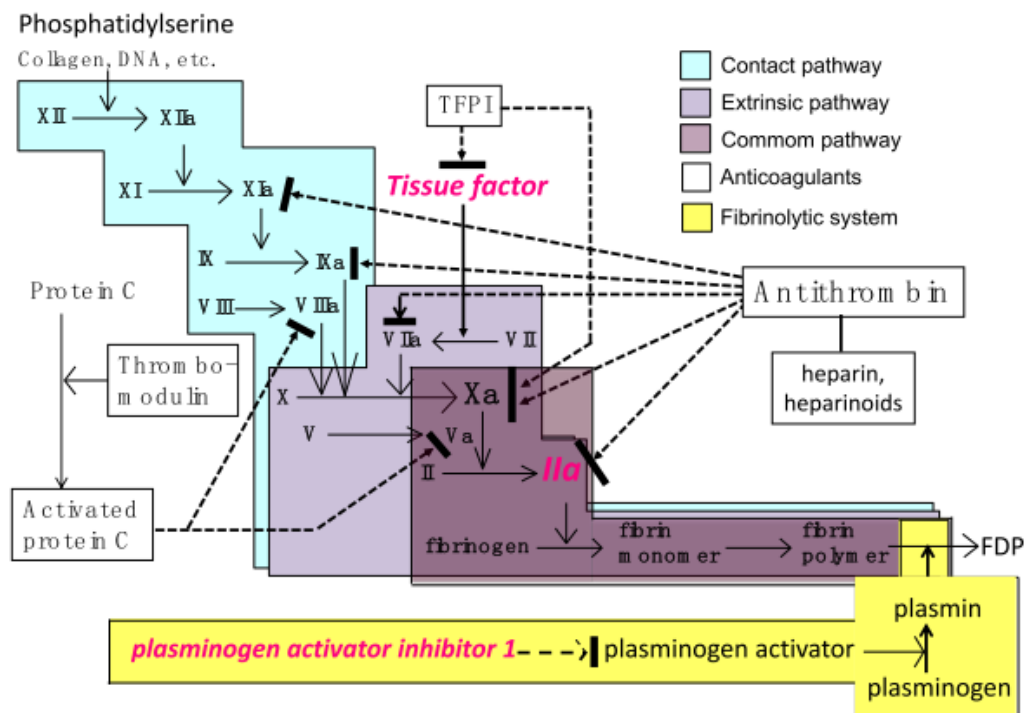 Phosphatidylserine
Collagen, DNA, etc.
XII XIIa
XI XIa
IX IXa
VIII VIIIa
Protein C
Thrombo-
modulin
Activated
protein C
TFPI
Tissue factor
VIIa VII
X Xa
V Va
II IIa
fibrinogen
fibrin
monomer
fibrin
polymer
FDP
Contact pathway
Extrinsic pathway
Commom pathway
Anticoagulants
Fibrinolytic system
Antithrombin
heparin,
heparinoids
plasmin
plasminogen activator inhibitor 1
plasminogen activator
plasminogen